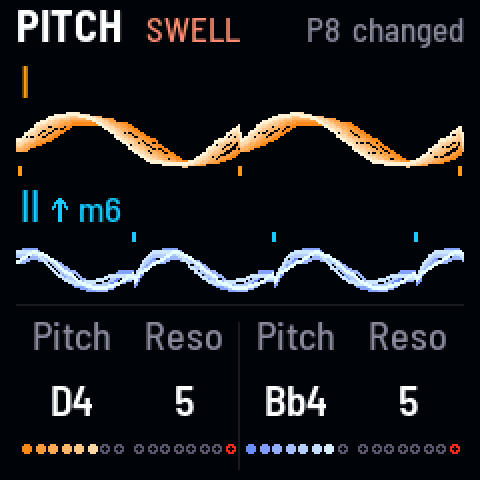 PITCH SWELL P8 changed
I
II ↑ m6
Pitch Reso Pitch Reso
D4 5 Bb4 5